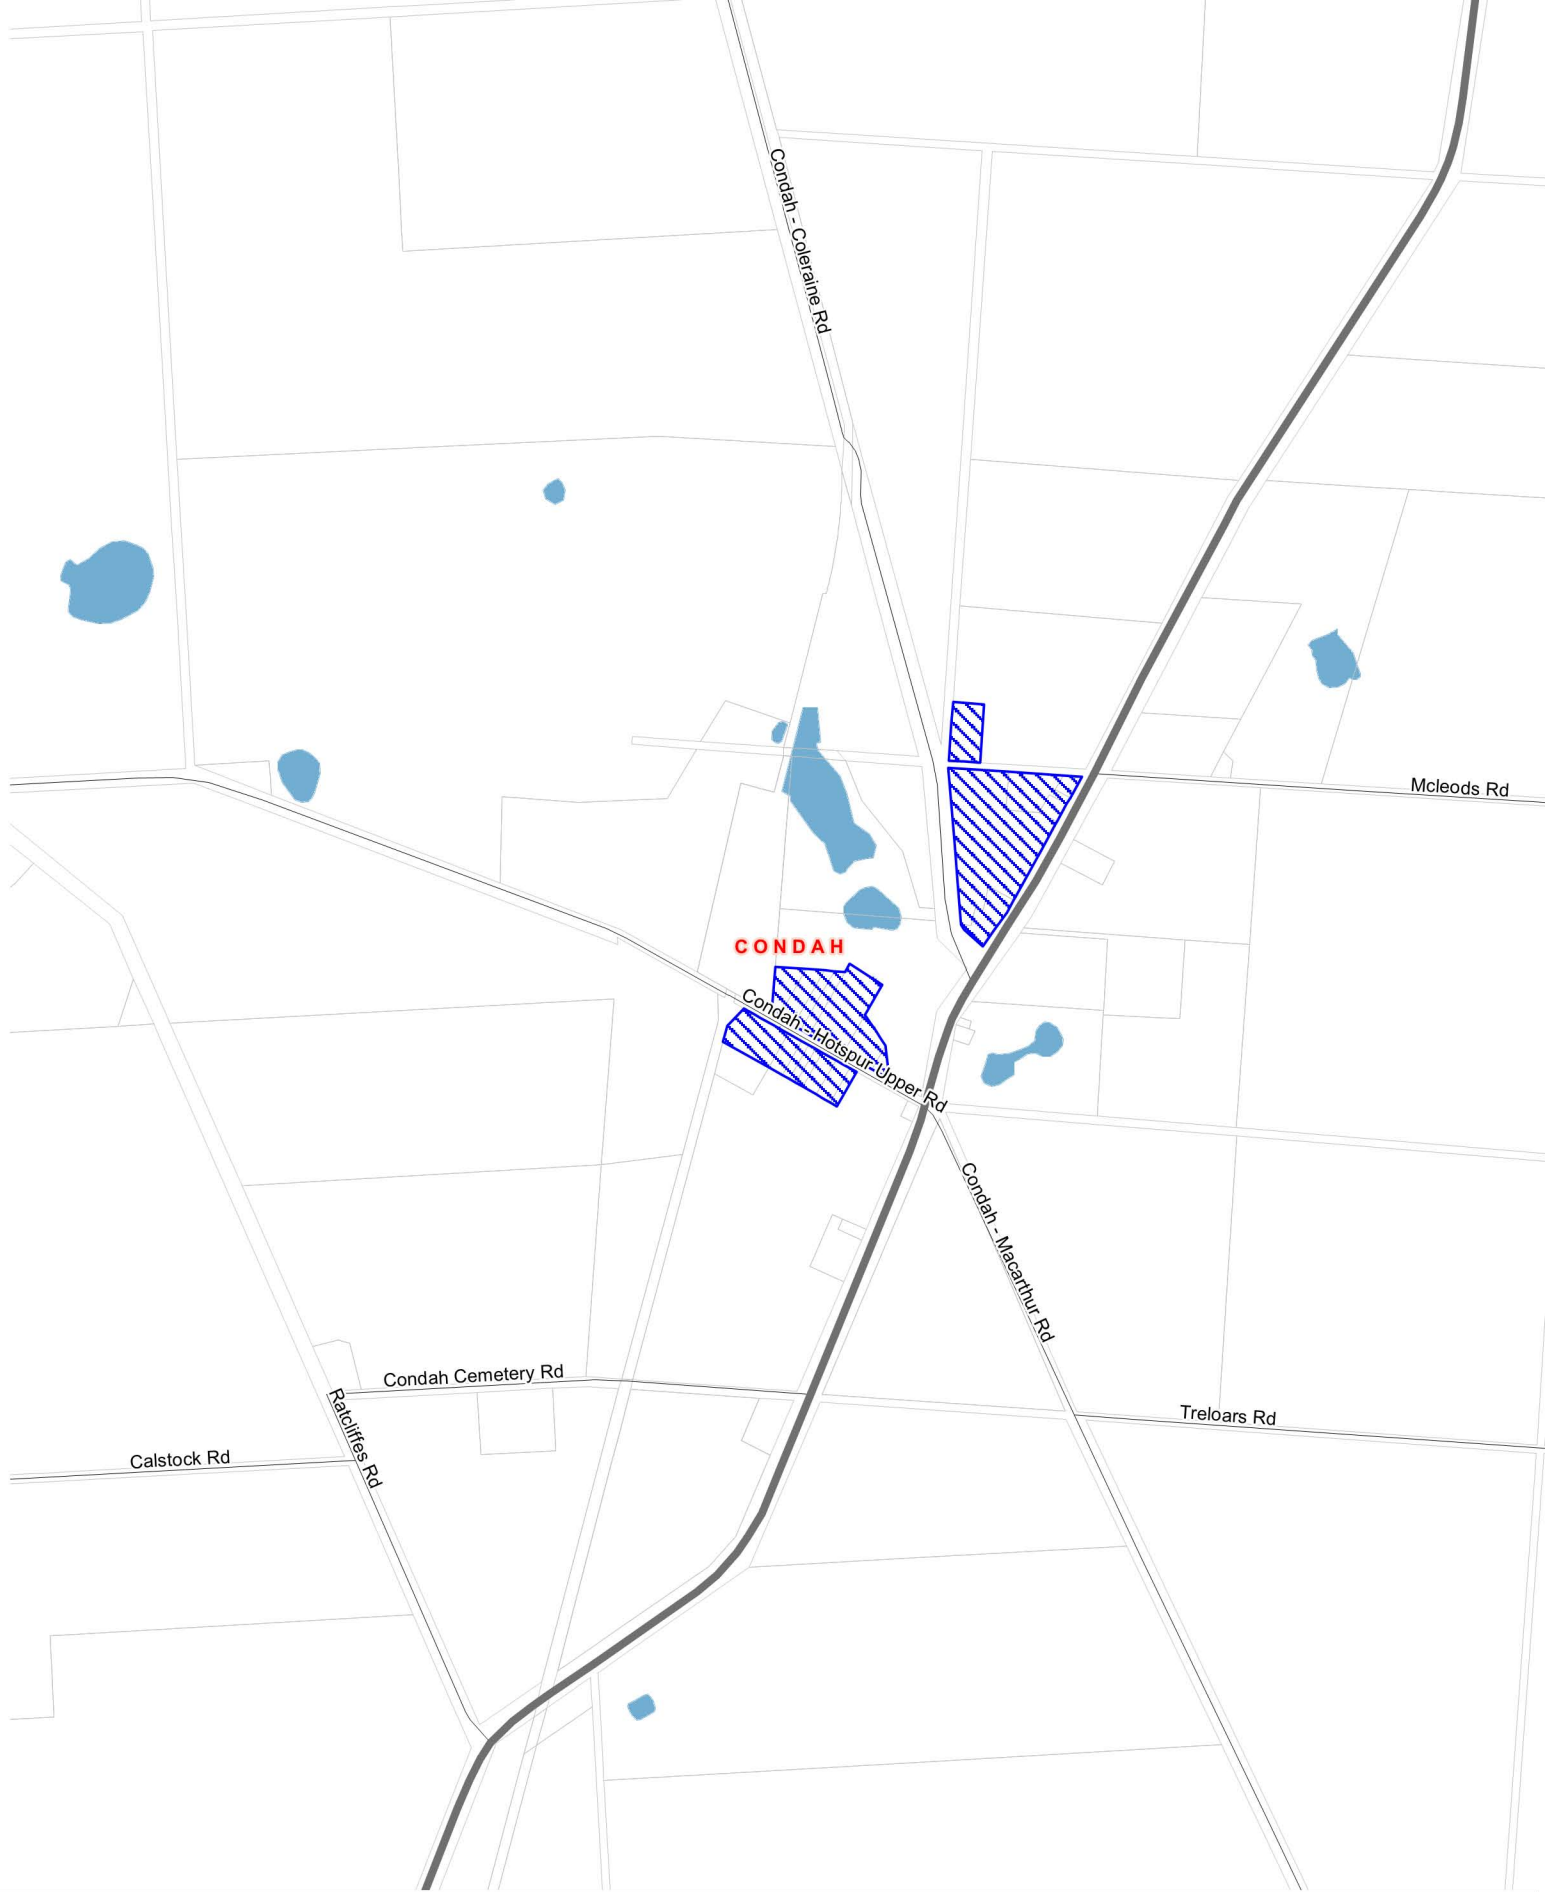 Condah - Coleraine Rd
Mcleods Rd
CONDAH
Condah - Hotspur Upper Rd
Condah - Macarthur Rd
Condah Cemetery Rd
Ratcliffes Rd
Treloars Rd
Calstock Rd